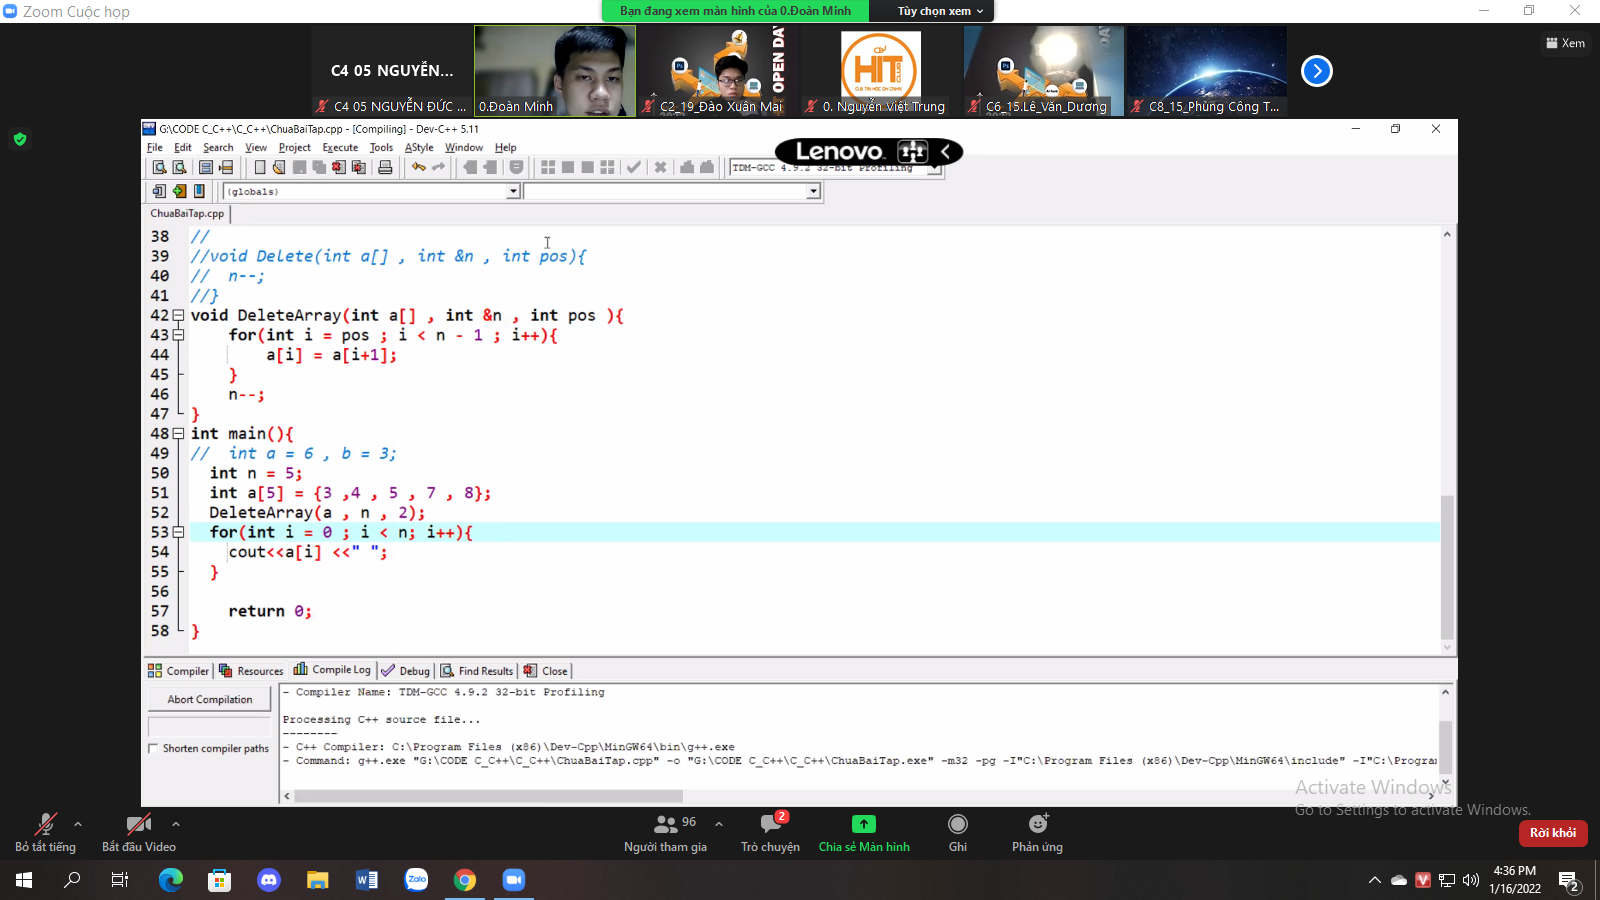 Zoom Cuộc họp
Bạn đang xem màn hình của 0.Đoàn Minh
Tùy chọn xem
C4 05 NGUYỄN...
C4 05 NGUYỄN ĐỨC ...
0.Đoàn Minh
OPEN DA
C2_19_Đào Xuân Mai
HIT
CLUB
0. Nguyễn Việt Trung
C6_15.Lê_Văn_Dương
C8_15_Phùng Công T...
Xem
G:\CODE C_C++\C_C++\ChuaBaiTap.cpp - [Compiling] - Dev-C++ 5.11
File Edit Search View Project Execute Tools AStyle Window Help
Lenovo
TDM-GCC 4.9.2 32-bit Profiling
(globals)
ChuaBaiTap.cpp
38 //
39 //void Delete(int a[] , int &n , int pos){
40 // n--;
41 //}
42 void DeleteArray(int a[] , int &n , int pos ){
43 for(int i = pos ; i < n - 1 ; i++){
44 a[i] = a[i+1];
45 }
46 n--;
47 }
48 int main(){
49 // int a = 6 , b = 3;
50 int n = 5;
51 int a[5] = {3 ,4 , 5 , 7 , 8};
52 DeleteArray(a , n , 2);
53 for(int i = 0 ; i < n; i++){
54 cout<<a[i] <<" ";
55 }
56
57 return 0;
58 }
Compiler Resources Compile Log Debug Find Results Close
Abort Compilation
Shorten compiler paths
- Compiler Name: TDM-GCC 4.9.2 32-bit Profiling
Processing C++ source file...
--------
- C++ Compiler: C:\Program Files (x86)\Dev-Cpp\MinGW64\bin\g++.exe
- Command: g++.exe "G:\CODE C_C++\C_C++\ChuaBaiTap.cpp" -o "G:\CODE C_C++\C_C++\ChuaBaiTap.exe" -m32 -pg -I"C:\Program Files (x86)\Dev-Cpp\MinGW64\include" -I"C:\Progra
Activate Windows
Go to Settings to activate Windows.
Bỏ tắt tiếng
Bắt đầu Video
96
Người tham gia
2
Trò chuyện
Chia sẻ Màn hình
Ghi
Phản ứng
Rời khỏi
Zalo
4:36 PM
1/16/2022
2